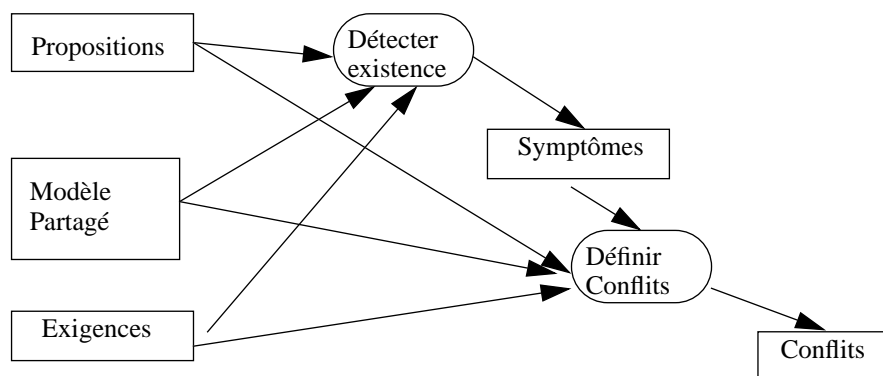 Propositions
Détecter
existence
Symptômes
Modèle
Partagé
Définir
Conflits
Exigences
Conflits